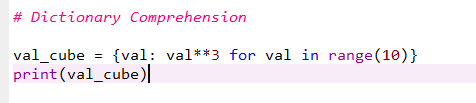 # Dictionary Comprehension
val_cube = {val: val**3 for val in range(10)}
print(val_cube)